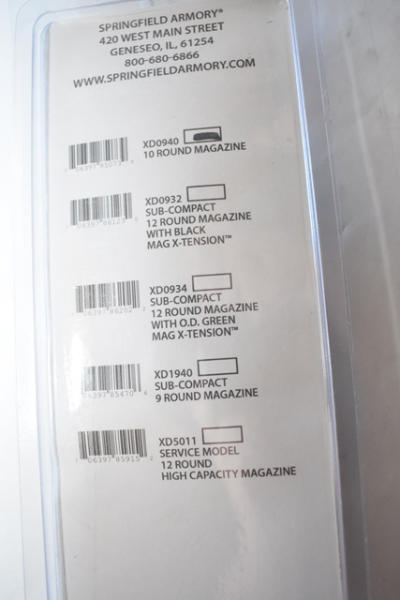 SPRINGFIELD ARMORY®
420 WEST MAIN STREET
GENESEO, IL, 61254
800-680-6866
WWW.SPRINGFIELDARMORY.COM
XD0940
10 ROUND MAGAZINE
XD0932
SUB-COMPACT
12 ROUND MAGAZINE
WITH BLACK
MAG X-TENSION™
XD0934
SUB-COMPACT
12 ROUND MAGAZINE
WITH O.D. GREEN
MAG X-TENSION™
XD1940
SUB-COMPACT
9 ROUND MAGAZINE
XD5011
SERVICE MODEL
12 ROUND
HIGH CAPACITY MAGAZINE